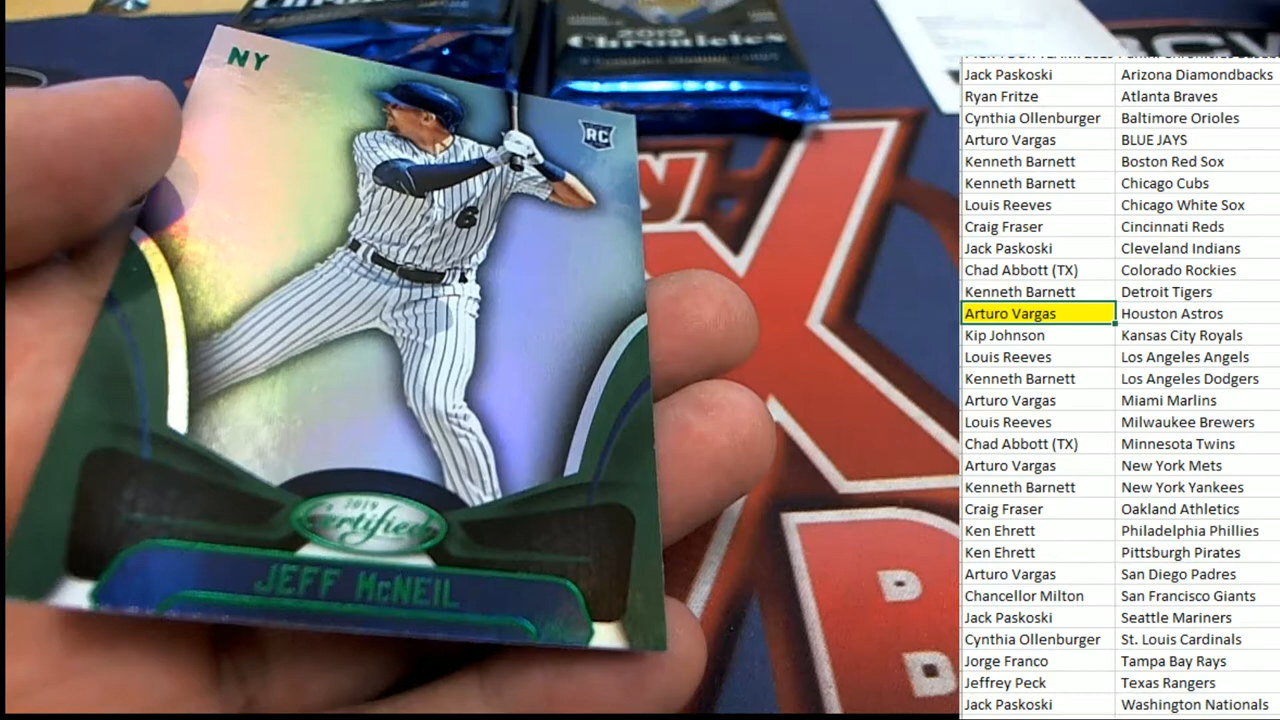 NY
RC
6
2019
Certified
JEFF McNEIL
2019
Chronicles
Jack Paskoski Arizona Diamondbacks
Ryan Fritze Atlanta Braves
Cynthia Ollenburger Baltimore Orioles
Arturo Vargas BLUE JAYS
Kenneth Barnett Boston Red Sox
Kenneth Barnett Chicago Cubs
Louis Reeves Chicago White Sox
Craig Fraser Cincinnati Reds
Jack Paskoski Cleveland Indians
Chad Abbott (TX) Colorado Rockies
Kenneth Barnett Detroit Tigers
Arturo Vargas Houston Astros
Kip Johnson Kansas City Royals
Louis Reeves Los Angeles Angels
Kenneth Barnett Los Angeles Dodgers
Arturo Vargas Miami Marlins
Louis Reeves Milwaukee Brewers
Chad Abbott (TX) Minnesota Twins
Arturo Vargas New York Mets
Kenneth Barnett New York Yankees
Craig Fraser Oakland Athletics
Ken Ehrett Philadelphia Phillies
Ken Ehrett Pittsburgh Pirates
Arturo Vargas San Diego Padres
Chancellor Milton San Francisco Giants
Jack Paskoski Seattle Mariners
Cynthia Ollenburger St. Louis Cardinals
Jorge Franco Tampa Bay Rays
Jeffrey Peck Texas Rangers
Jack Paskoski Washington Nationals